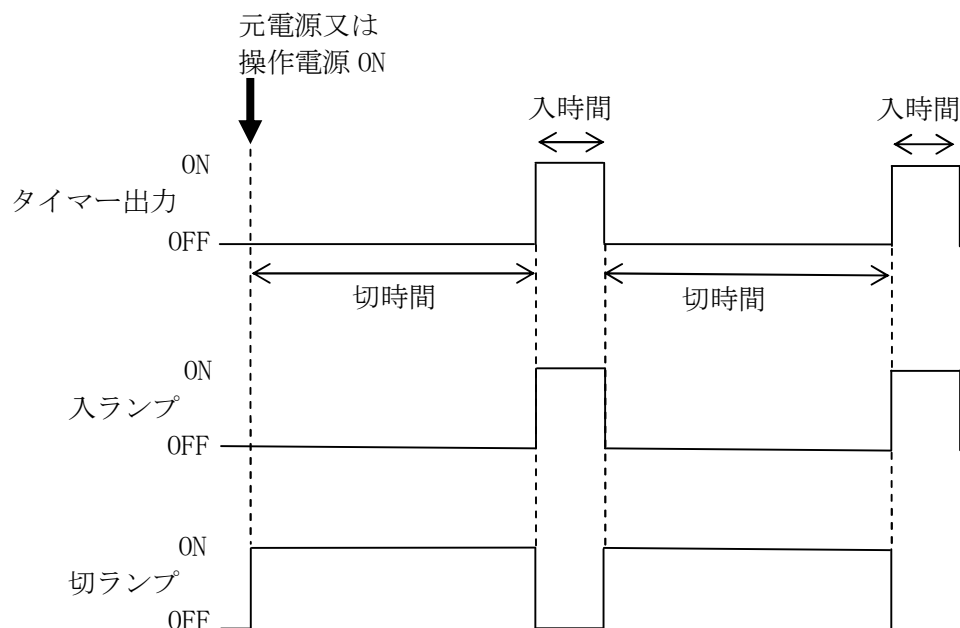 元電源又は
操作電源 ON
入時間
入時間
ON
タイマー出力
OFF
切時間
切時間
ON
入ランプ
OFF
ON
切ランプ
OFF